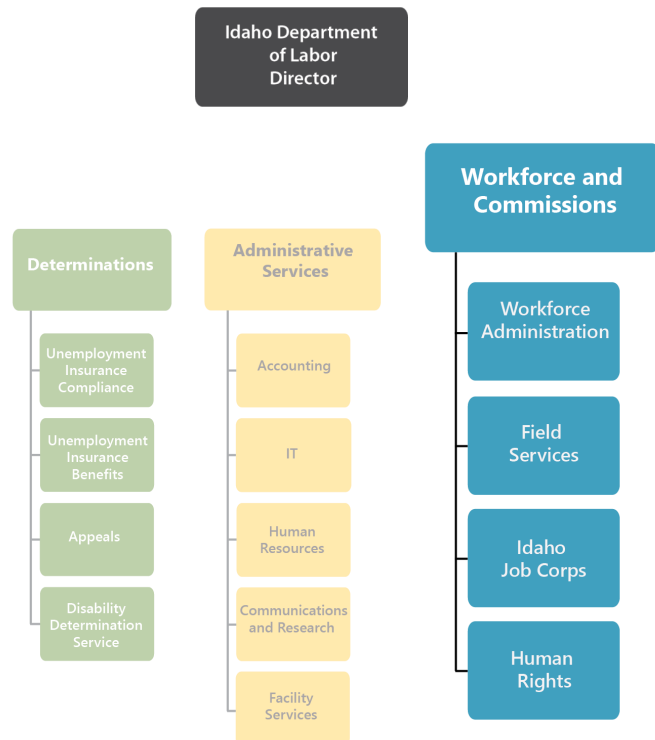 Idaho Department
of Labor
Director
Workforce and
Commissions
Workforce
Administration
Field
Services
Idaho
Job Corps
Human
Rights
Determinations
Unemployment
Insurance
Compliance
Unemployment
Insurance
Benefits
Appeals
Disability
Determination
Service
Administrative
Services
Accounting
IT
Human
Resources
Communications
and Research
Facility
Services